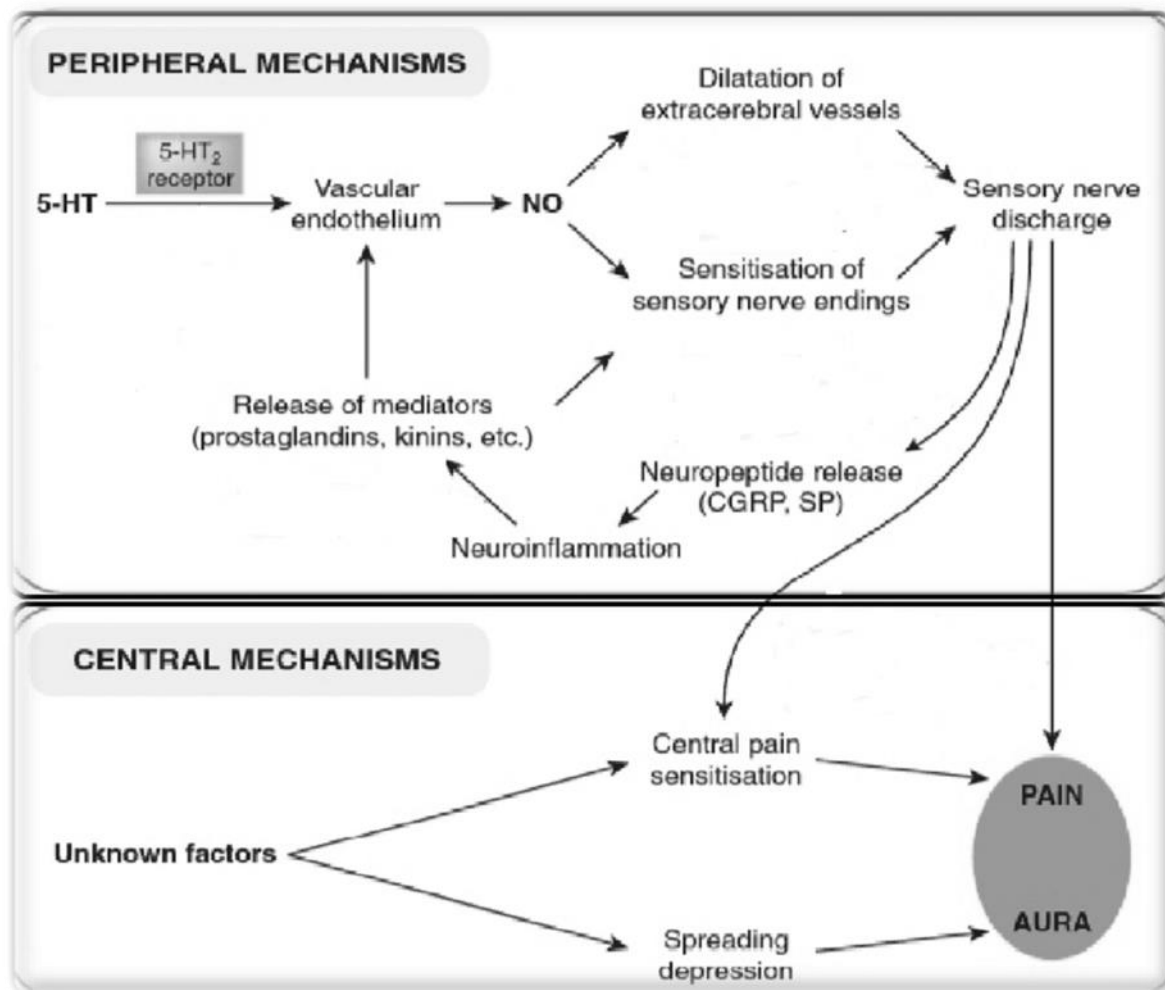 PERIPHERAL MECHANISMS
Dilatation of
extracerebral vessels
5-HT₂
receptor
5-HT
Vascular
endothelium
NO
Sensory nerve
discharge
Sensitisation of
sensory nerve endings
Release of mediators
(prostaglandins, kinins, etc.)
Neuropeptide release
(CGRP, SP)
Neuroinflammation
CENTRAL MECHANISMS
Central pain
sensitisation
PAIN
Unknown factors
AURA
Spreading
depression